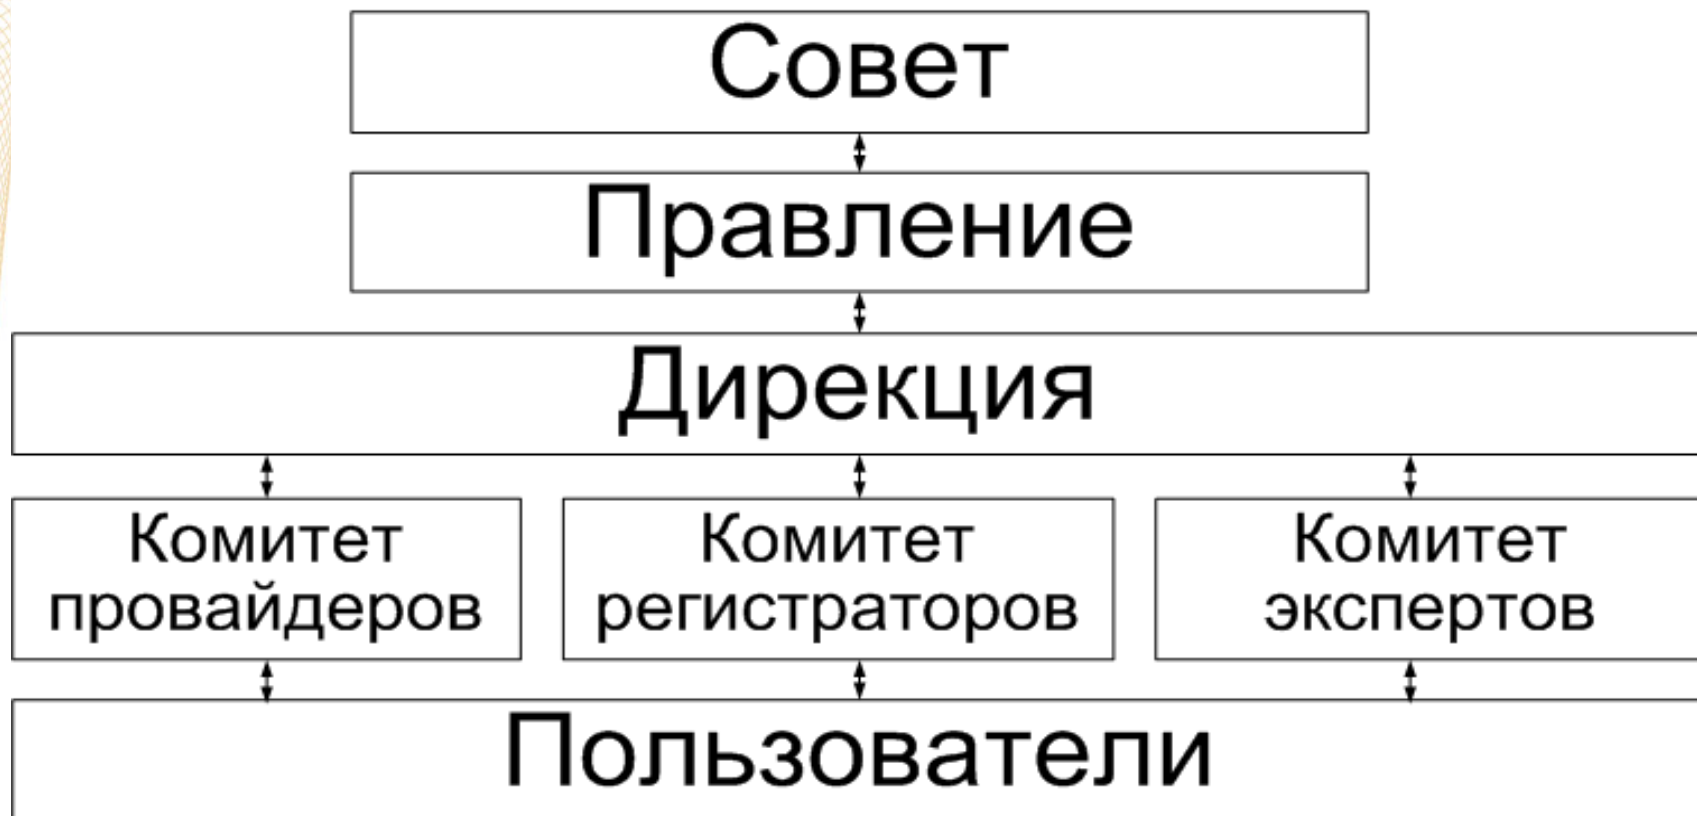 Совет
Правление
Дирекция
Комитет
провайдеров
Комитет
регистраторов
Комитет
экспертов
Пользователи